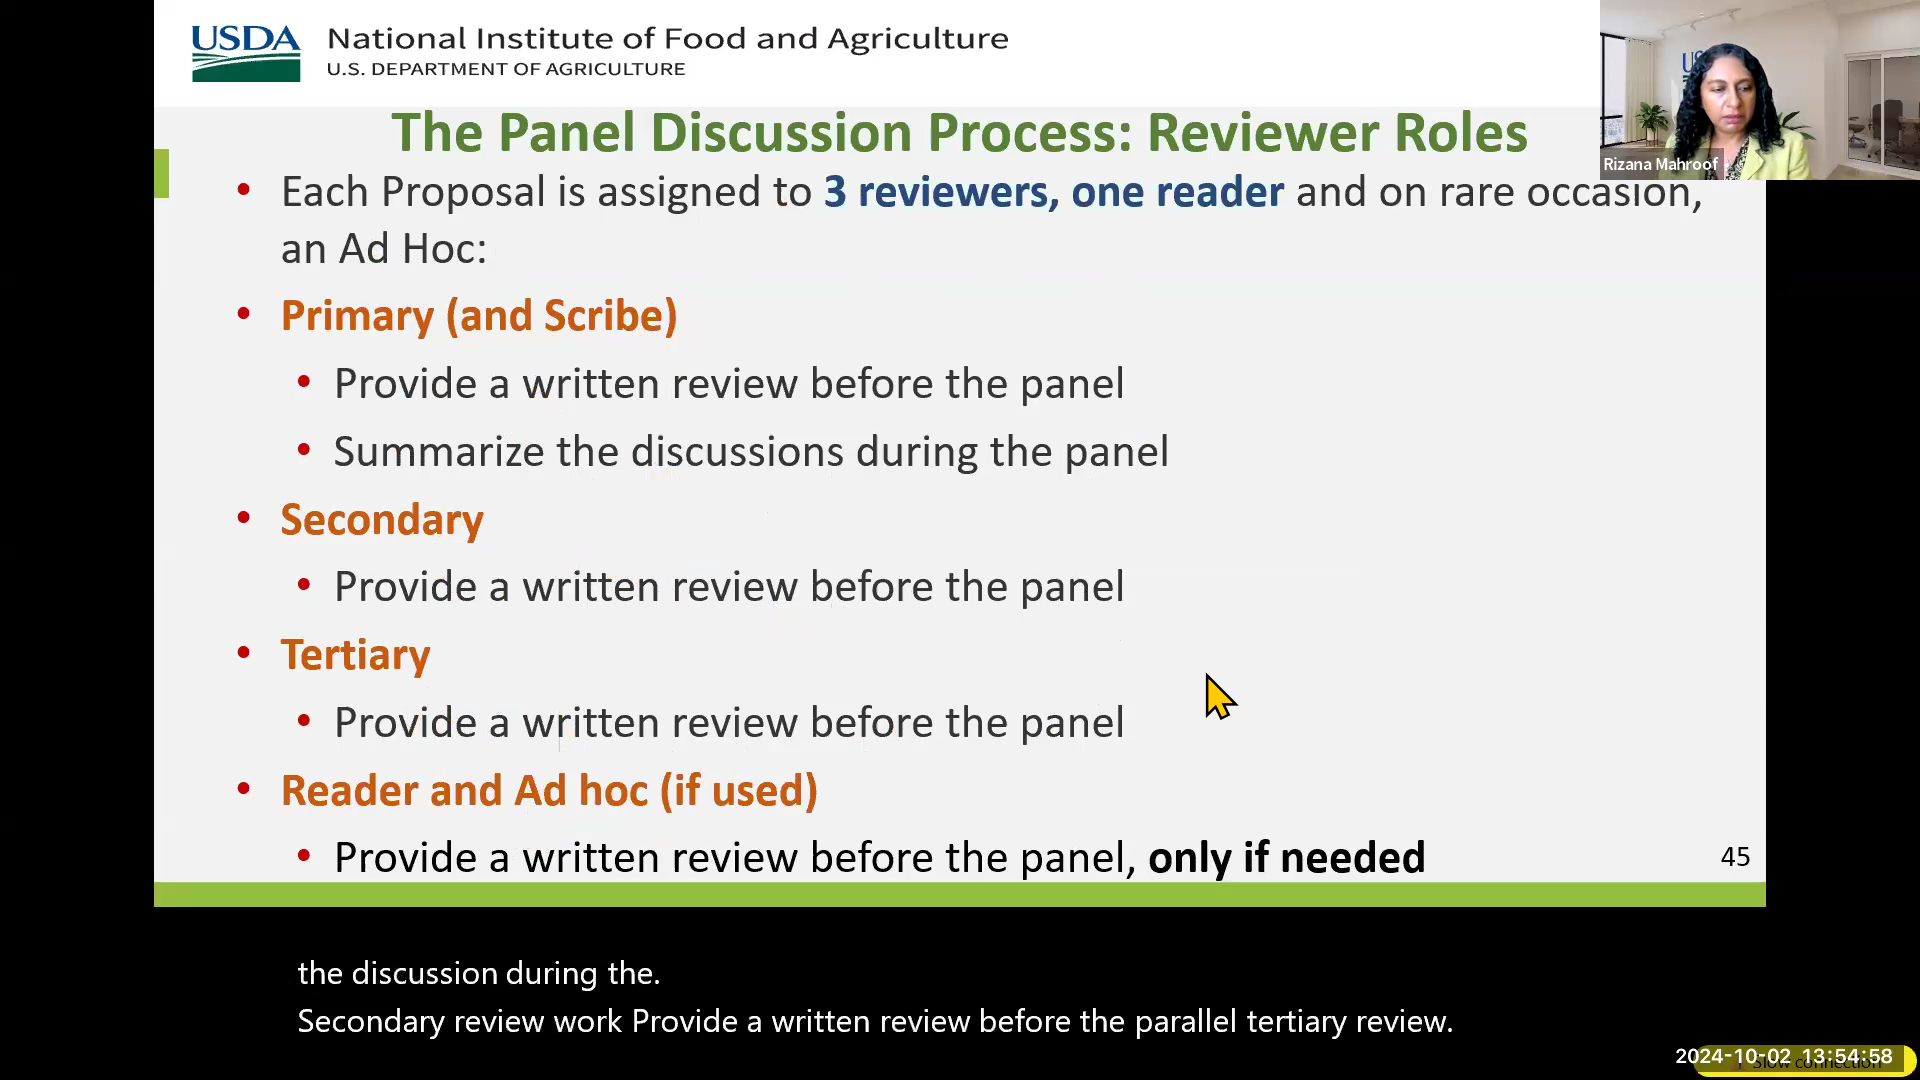 USDA
National Institute of Food and Agriculture
U.S. DEPARTMENT OF AGRICULTURE
US
Rizana Mahroof
The Panel Discussion Process: Reviewer Roles
• Each Proposal is assigned to 3 reviewers, one reader and on rare occasion,
an Ad Hoc:
• Primary (and Scribe)
• Provide a written review before the panel
• Summarize the discussions during the panel
• Secondary
• Provide a written review before the panel
• Tertiary
• Provide a written review before the panel
• Reader and Ad hoc (if used)
• Provide a written review before the panel, only if needed
45
the discussion during the.
Secondary review work Provide a written review before the parallel tertiary review.
2024-10-02 13:54:58
Slow connection